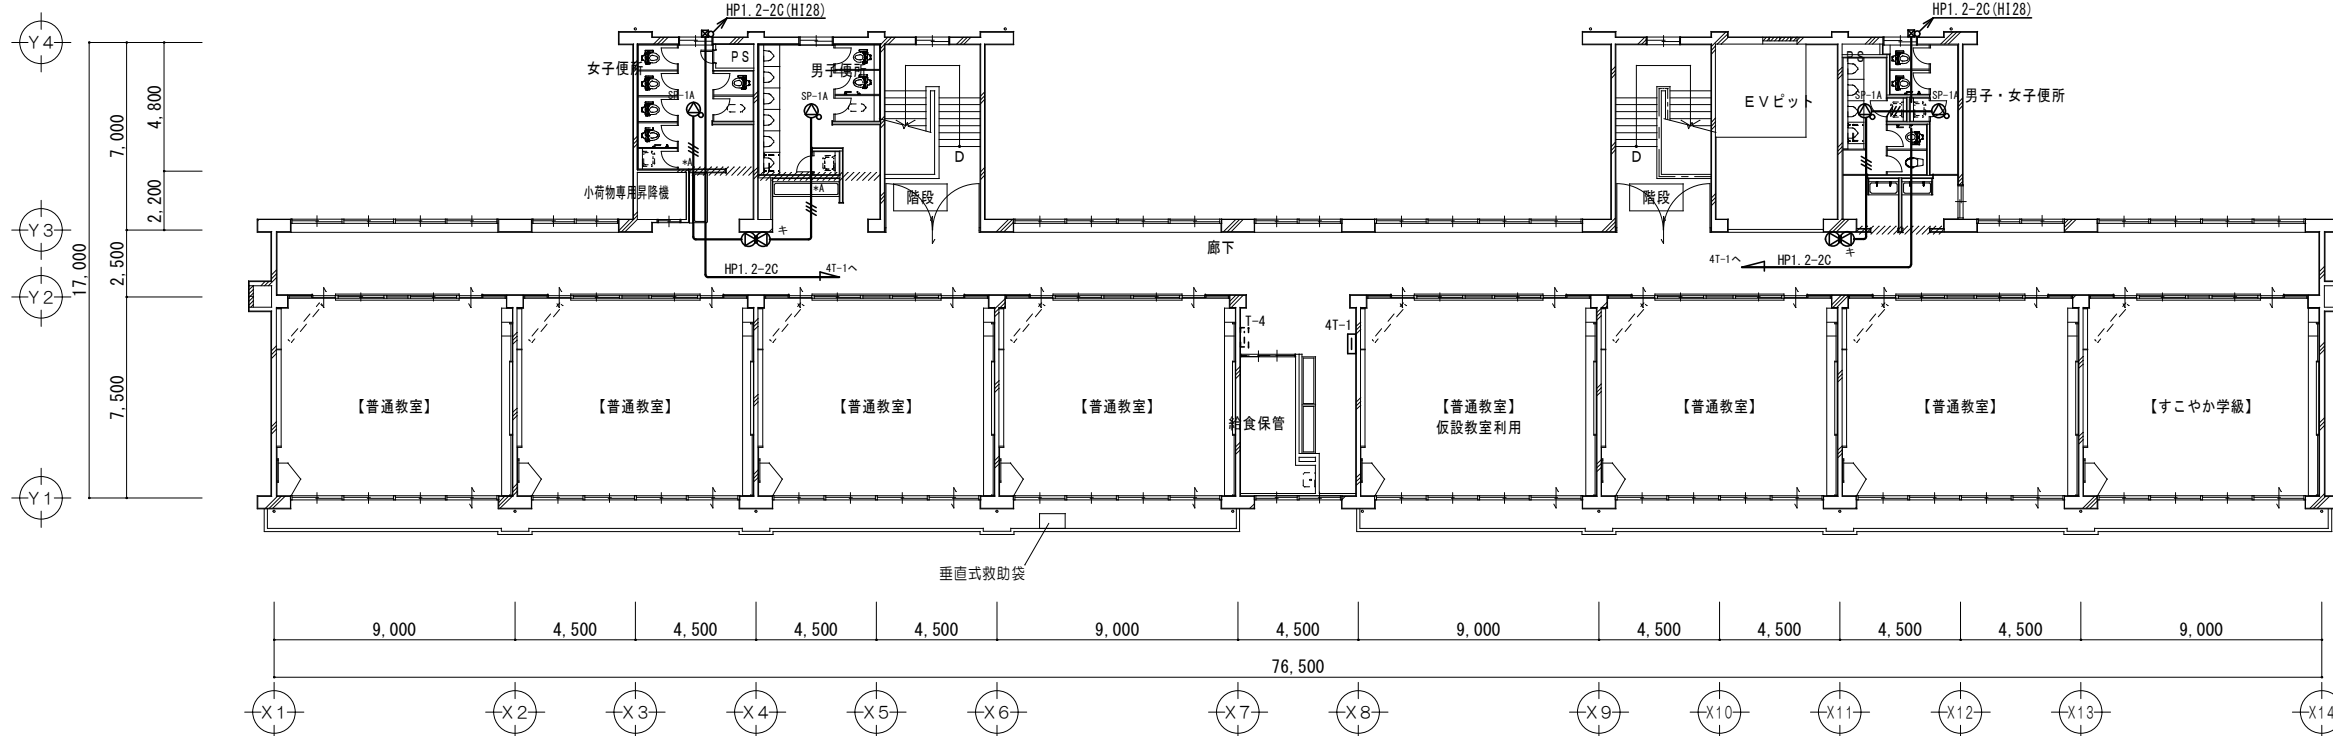 HP1.2-2C(HI28)
HP1.2-2C(HI28)
Y4
女子便所
PS
男子便所
PS
SP-1A
SP-1A
EVピット
SP-1A
SP-1A
男子・女子便所
4,800
7,000
D
D
*A
*A
小荷物専用昇降機
階段
階段
2,200
Y3
キ
廊下
キ
17,000
2,500
HP1.2-2C
4T-1へ
4T-1へ
HP1.2-2C
Y2
T-4
4T-1
7,500
【普通教室】
【普通教室】
【普通教室】
【普通教室】
給食保管
【普通教室】
仮設教室利用
【普通教室】
【普通教室】
【すこやか学級】
Y1
垂直式救助袋
9,000
4,500
4,500
4,500
4,500
9,000
4,500
9,000
4,500
4,500
4,500
4,500
9,000
76,500
X1
X2
X3
X4
X5
X6
X7
X8
X9
X10
X11
X12
X13
X14